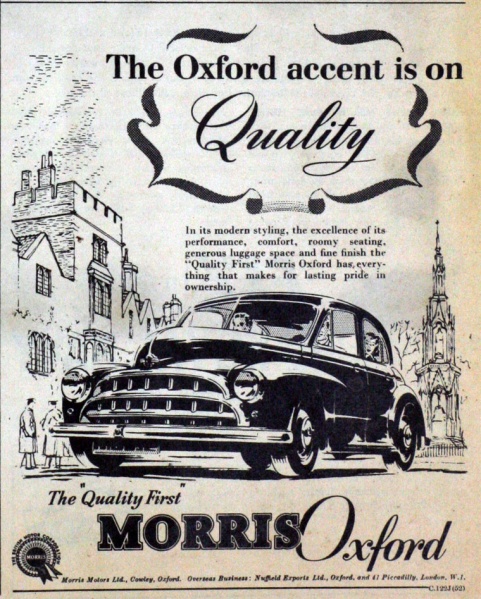 The Oxford accent is on
Quality
In its modern styling, the excellence of its
performance, comfort, roomy seating,
generous luggage space and fine finish the
"Quality First" Morris Oxford has, every-
thing that makes for lasting pride in
ownership.
The "Quality First"
MORRIS Oxford
MORRIS
Morris Motors Ltd., Cowley, Oxford. Overseas Business: Nuffield Exports Ltd., Oxford, and 41 Piccadilly, London, W.1.
C.122J (52)